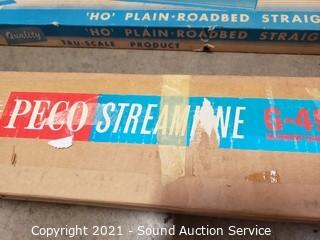 'HO' PLAIN-ROADBED STRAIG
Quality
'HO' PLAIN-ROADBED STRAIG
TRU-SCALE PRODUCT
PECO STREAMLINE G-45
Copyright 2021 - Sound Auction Service